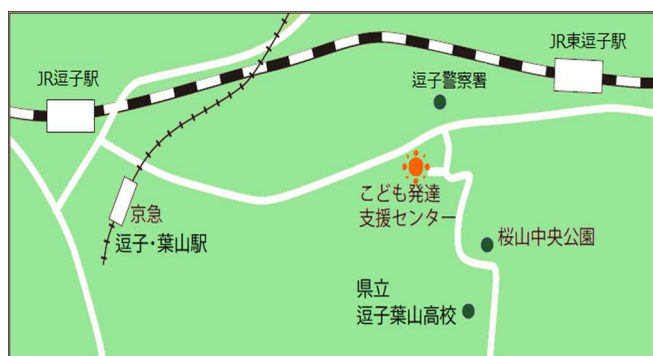 JR東逗子駅
JR逗子駅
逗子警察署
こども発達
支援センター
京急
逗子・葉山駅
桜山中央公園
県立
逗子葉山高校